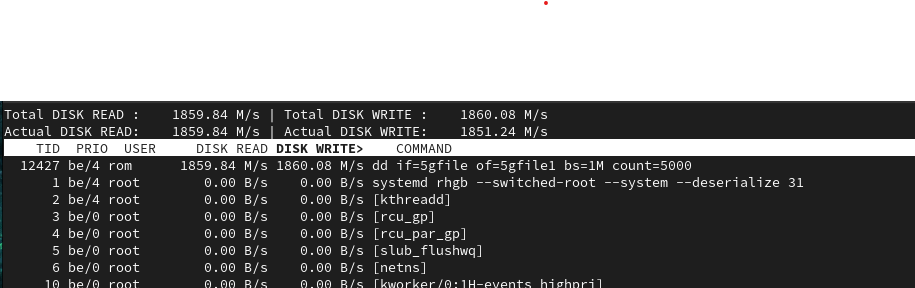 Total DISK READ :    1859.84 M/s | Total DISK WRITE :    1860.08 M/s
Actual DISK READ:    1859.84 M/s | Actual DISK WRITE:    1851.24 M/s
    TID  PRIO  USER     DISK READ DISK WRITE>    COMMAND
  12427 be/4 rom     1859.84 M/s 1860.08 M/s dd if=5gfile of=5gfile1 bs=1M count=5000
      1 be/4 root       0.00 B/s    0.00 B/s systemd rhgb --switched-root --system --deserialize 31
      2 be/4 root       0.00 B/s    0.00 B/s [kthreadd]
      3 be/0 root       0.00 B/s    0.00 B/s [rcu_gp]
      4 be/0 root       0.00 B/s    0.00 B/s [rcu_par_gp]
      5 be/0 root       0.00 B/s    0.00 B/s [slub_flushwq]
      6 be/0 root       0.00 B/s    0.00 B/s [netns]
     10 be/0 root       0.00 B/s    0.00 B/s [kworker/0:1H-events_highpri]